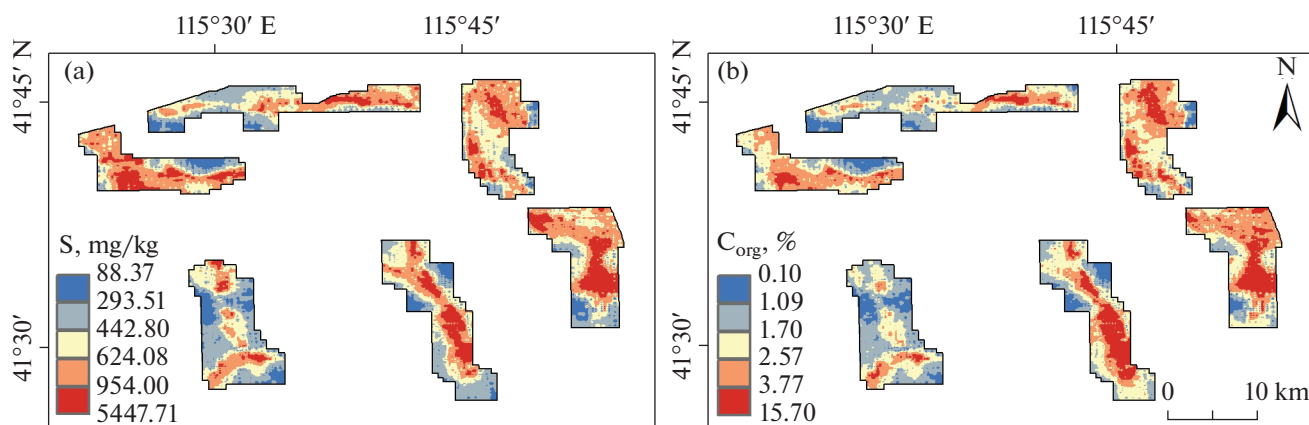 115°30′ E 115°45′ 115°30′ E 115°45′
41°45′ N
(a)
S, mg/kg
88.37
293.51
442.80
624.08
954.00
5447.71
41°30′
41°45′ N
(b)
N
C_org, %
0.10
1.09
1.70
2.57
3.77
15.70
41°30′
0 10 km